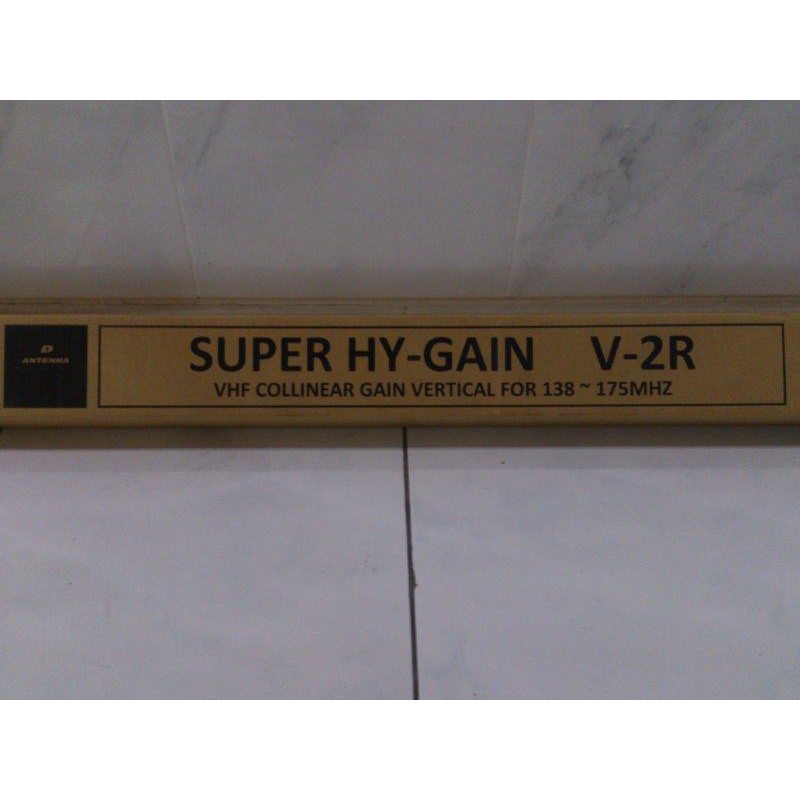 D
ANTENNA
SUPER HY-GAIN V-2R
VHF COLLINEAR GAIN VERTICAL FOR 138 ~ 175MHZ